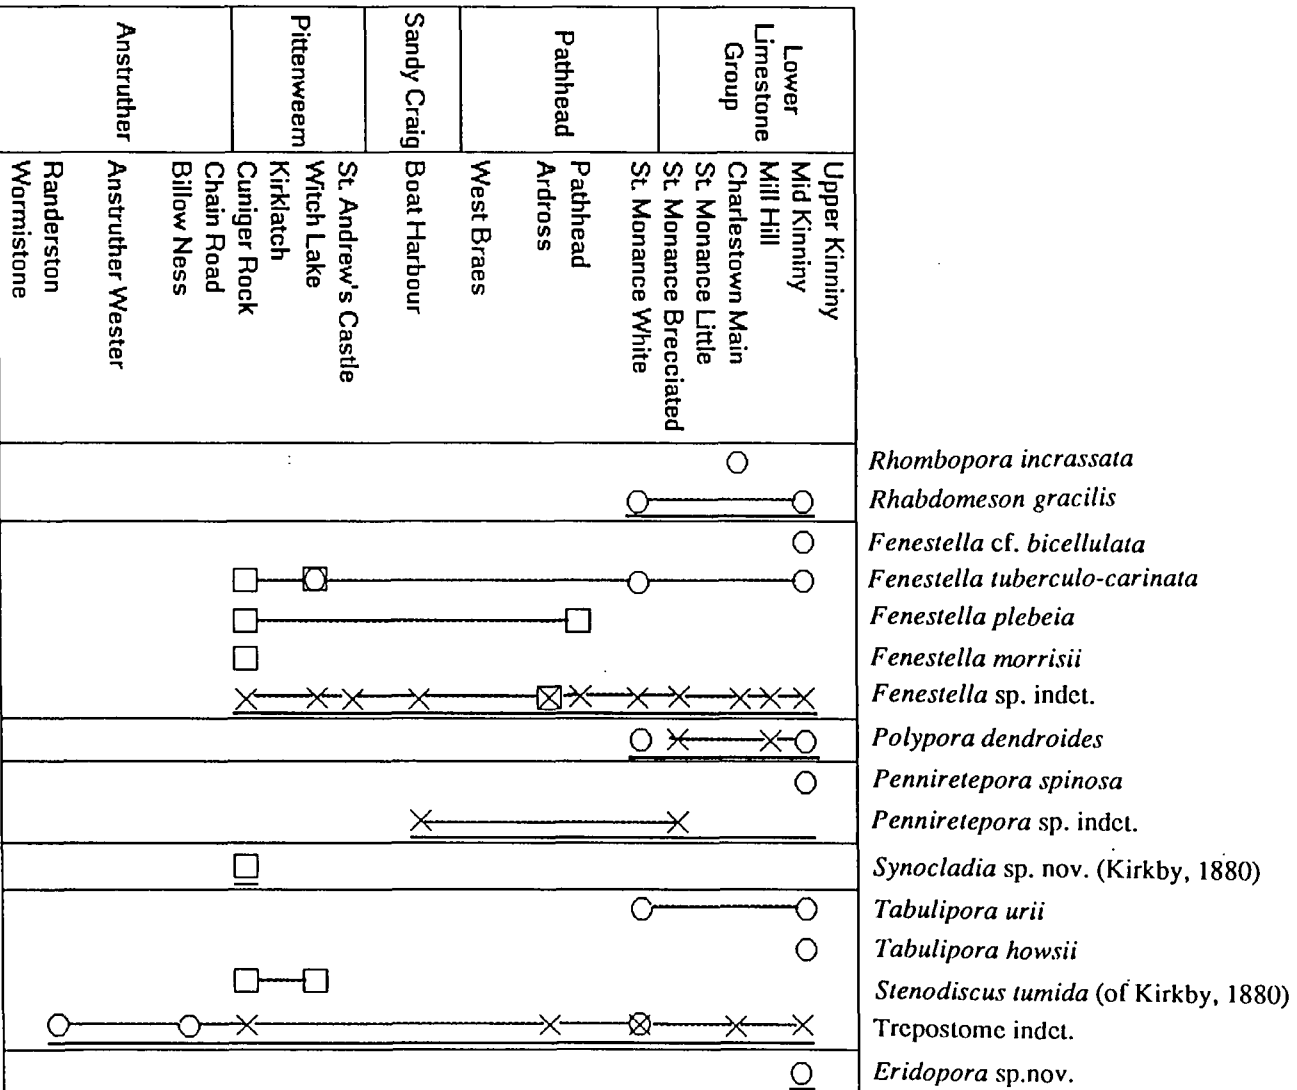 Anstruther
Pittenweem
Sandy Craig
Pathhead
Lower
Limestone
Group
Wormistone
Randerston
Anstruther Wester
Billow Ness
Chain Road
Cuniger Rock
Kirklatch
Witch Lake
St. Andrew's Castle
Boat Harbour
West Braes
Ardross
Pathhead
St. Monance White
St. Monance Brecciated
St. Monance Little
Charlestown Main
Mill Hill
Mid Kinniny
Upper Kinniny
Rhombopora incrassata
Rhabdomeson gracilis
Fenestella cf. bicellulata
Fenestella tuberculo-carinata
Fenestella plebeia
Fenestella morrisii
Fenestella sp. indet.
Polypora dendroides
Penniretepora spinosa
Penniretepora sp. indet.
Synocladia sp. nov. (Kirkby, 1880)
Tabulipora urii
Tabulipora howsii
Stenodiscus tumida (of Kirkby, 1880)
Trepostome indet.
Eridopora sp.nov.